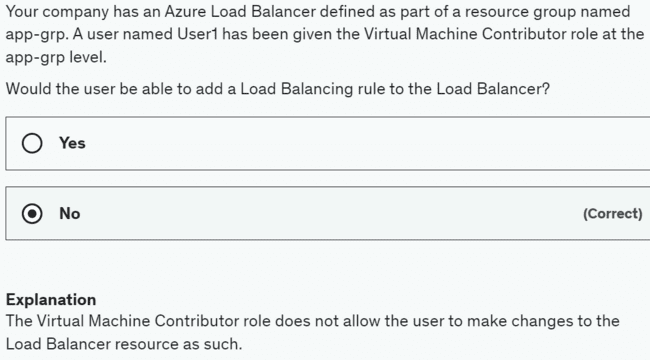 Your company has an Azure Load Balancer defined as part of a resource group named
app-grp. A user named User1 has been given the Virtual Machine Contributor role at the
app-grp level.
Would the user be able to add a Load Balancing rule to the Load Balancer?
Yes
No (Correct)
Explanation
The Virtual Machine Contributor role does not allow the user to make changes to the
Load Balancer resource as such.